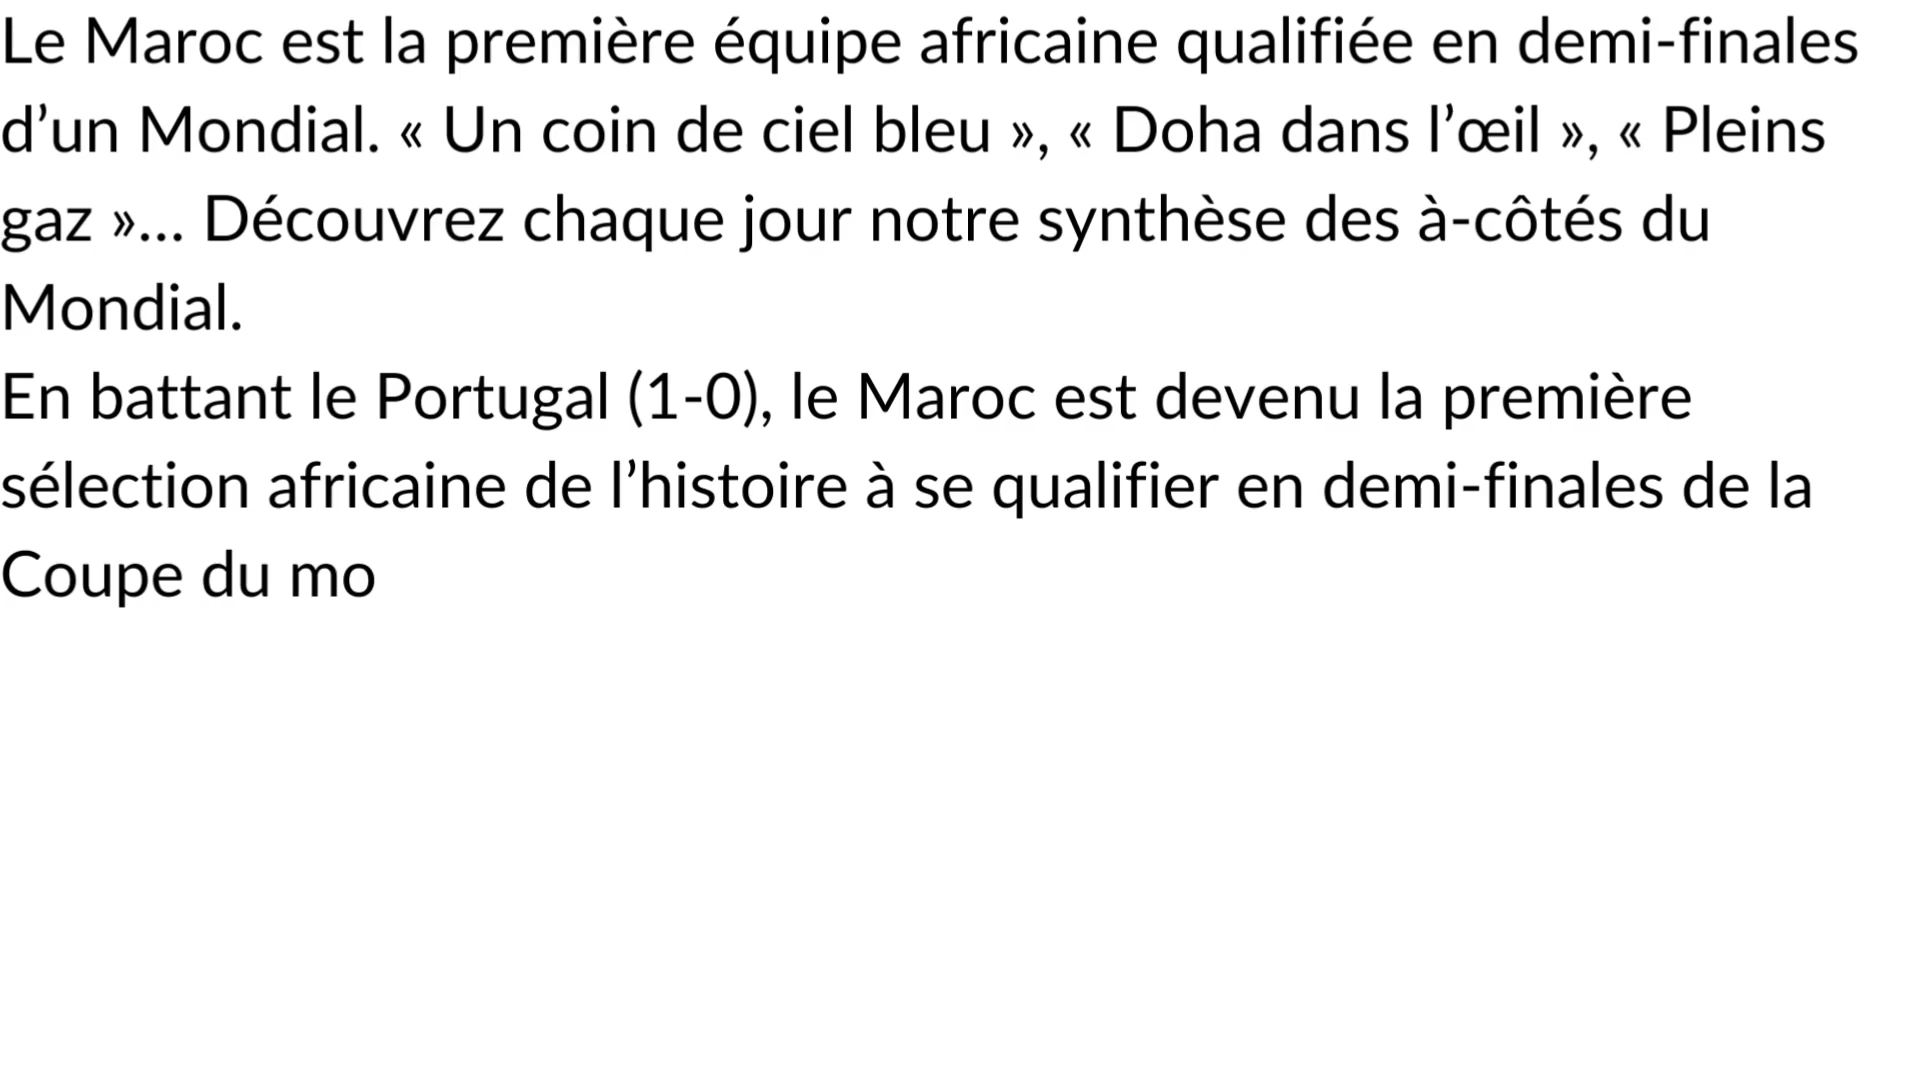 Le Maroc est la première équipe africaine qualifiée en demi-finales
d’un Mondial. « Un coin de ciel bleu », « Doha dans l’œil », « Pleins
gaz »… Découvrez chaque jour notre synthèse des à-côtés du
Mondial.
En battant le Portugal (1-0), le Maroc est devenu la première
sélection africaine de l’histoire à se qualifier en demi-finales de la
Coupe du mo